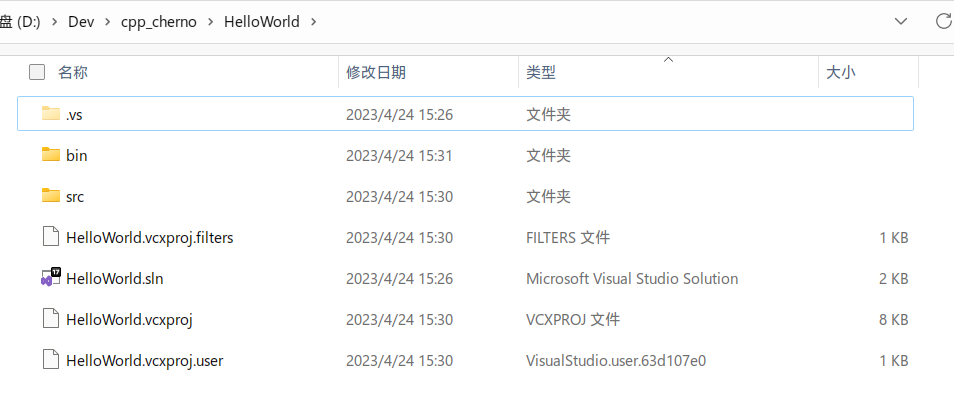 盘 (D:) > Dev > cpp_cherno > HelloWorld >
名称 修改日期 类型 大小
.vs 2023/4/24 15:26 文件夹
bin 2023/4/24 15:31 文件夹
src 2023/4/24 15:30 文件夹
HelloWorld.vcxproj.filters 2023/4/24 15:30 FILTERS 文件 1 KB
17
HelloWorld.sln 2023/4/24 15:26 Microsoft Visual Studio Solution 2 KB
HelloWorld.vcxproj 2023/4/24 15:30 VCXPROJ 文件 8 KB
HelloWorld.vcxproj.user 2023/4/24 15:30 VisualStudio.user.63d107e0 1 KB